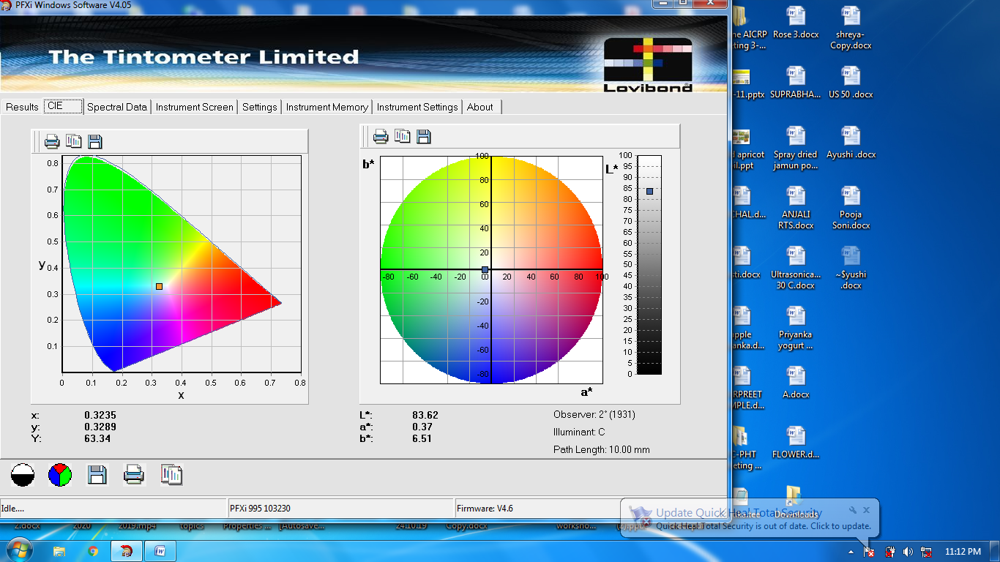 PFXi Windows Software V4.05
The Tintometer Limited
Lovibond
Results CIE Spectral Data Instrument Screen Settings Instrument Memory Instrument Settings About
0.8
0.7
0.6
0.5
y 0.4
0.3
0.2
0.1
0 0.1 0.2 0.3 0.4 0.5 0.6 0.7 0.8
x
b*
100
80
60
40
20
-80 -60 -40 -20 00 20 40 60 80 100
-20
-40
-60
-80
a*
L*
100
95
90
85
80
75
70
65
60
55
50
45
40
35
30
25
20
15
10
5
0
x: 0.3235
y: 0.3289
Y: 63.34
L*: 83.62
a*: 0.37
b*: 6.51
Observer: 2° (1931)
Illuminant: C
Path Length: 10.00 mm
Idle.... PFXi 995 103230 Firmware: V4.6
ne AICRP
ting 3-...
Rose 3.docx
shreya-
Copy.docx
-11.pptx
SUPRABHA...
US 50 .docx
d apricot
il.ppt
Spray dried
jamun po...
Ayushi .docx
CHAL.d...
ANJALI
RTS.docx
Pooja
Soni.docx
ti.docx
Ultrasonica...
30 C.docx
~$yushi
.docx
pple
anka.d...
Priyanka
yogurt ...
RPREET
MPLE.d...
A.docx
C-PHT
eting ...
FLOWER.d...
Downloads
Update Quick Heal Total Security
Quick Heal Total Security is out of date. Click to update.
2.docx 2020 2019.mp4 topics Properties ... [Autosave... 24.10.19 Copy.docx worksho... (2).pptx
11:12 PM